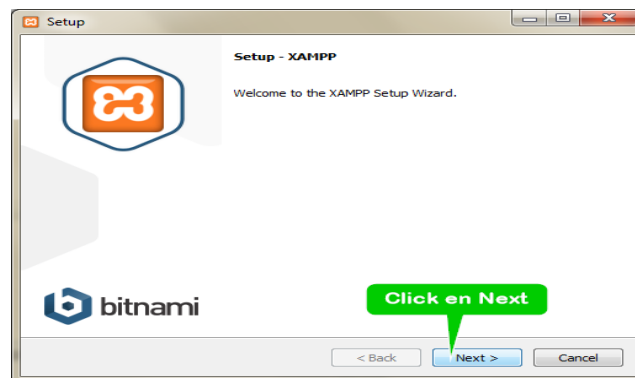 Setup
Setup - XAMPP
Welcome to the XAMPP Setup Wizard.
bitnami
Click en Next
< Back
Next >
Cancel